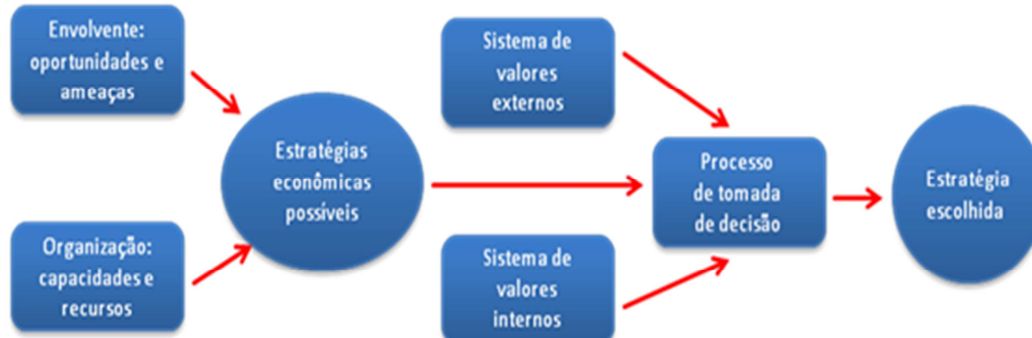 Envolvente:
oportunidades e
ameaças
Organização:
capacidades e
recursos
Estratégias
econômicas
possíveis
Sistema de
valores
externos
Sistema de
valores
internos
Processo
de tomada
de decisão
Estratégia
escolhida